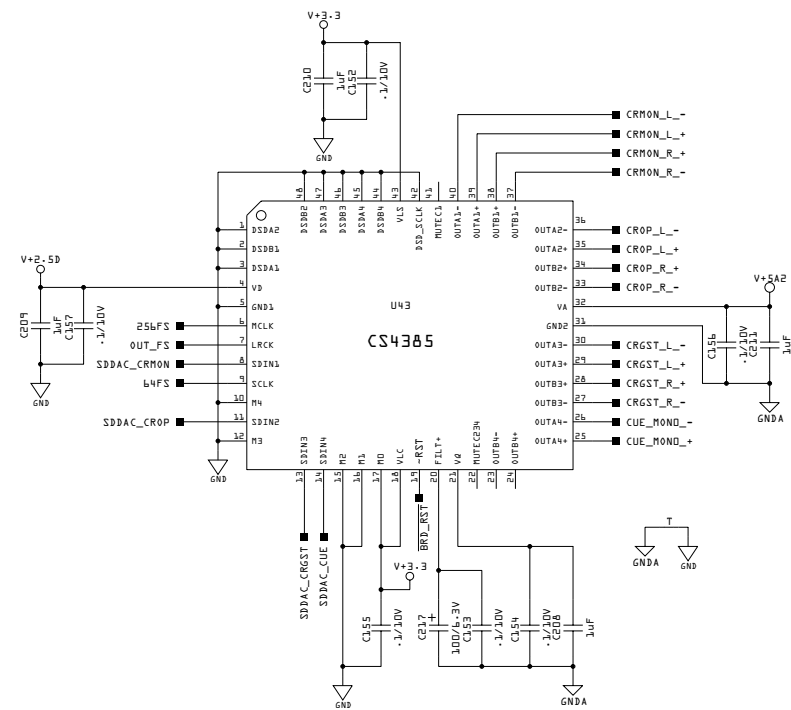 V+3.3
C210
1uF
C152
.1/10V
GND
CRMON_L_-
CRMON_L_+
CRMON_R_+
CRMON_R_-
48
47
46
45
44
43
42
41
40
39
38
37
DSDB2
DSDA3
DSDB3
DSDA4
DSDB4
VLS
DSD_SCLK
MUTEC1
OUTA1-
OUTA1+
OUTB1+
OUTB1-
1 DSDA2
2 DSDB1
3 DSDA1
4 VD
5 GND1
6 MCLK
7 LRCK
8 SDIN1
9 SCLK
10 M4
11 SDIN2
12 M3
V+2.5D
C209
1uF
C157
.1/10V
GND
256FS
OUT_FS
SDDAC_CRMON
64FS
SDDAC_CROP
GND
U43
CS4385
OUTA2- 36 CROP_L_-
OUTA2+ 35 CROP_L_+
OUTB2+ 34 CROP_R_+
OUTB2- 33 CROP_R_-
VA 32
GND2 31
OUTA3- 30 CRGST_L_-
OUTA3+ 29 CRGST_L_+
OUTB3+ 28 CRGST_R_+
OUTB3- 27 CRGST_R_-
OUTA4- 26 CUE_MONO_-
OUTA4+ 25 CUE_MONO_+
V+5A2
C156
.1/10V
C211
1uF
GNDA
SDIN3
SDIN4
M2
M1
M0
VLC
~RST
FILT+
VQ
MUTEC234
OUTB4-
OUTB4+
13
14
15
16
17
18
19
20
21
22
23
24
SDDAC_CRGST
SDDAC_CUE
BRD_RST
V+3.3
C155
.1/10V
C217
+
100/6.3V
C153
.1/10V
C154
.1/10V
C208
1uF
GND
GNDA
T
GNDA
GND